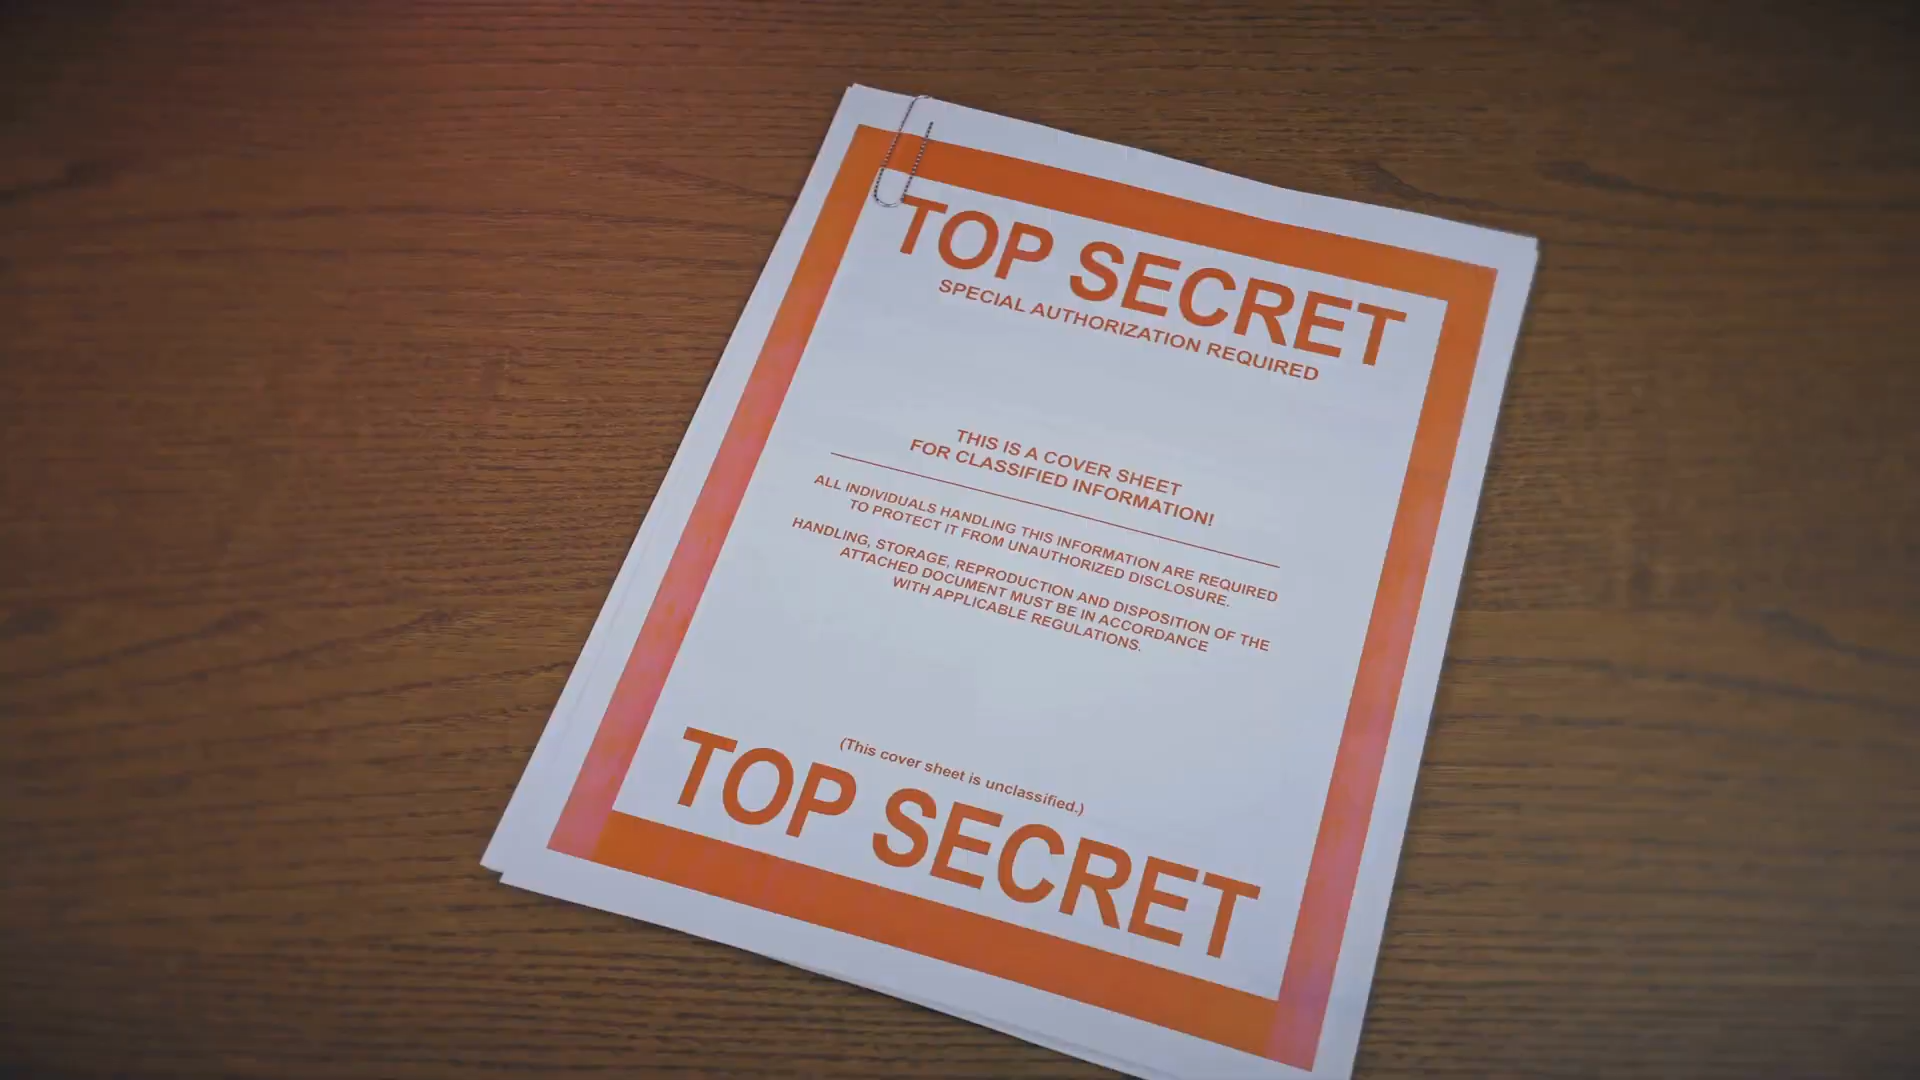 TOP SECRET
SPECIAL AUTHORIZATION REQUIRED
THIS IS A COVER SHEET
FOR CLASSIFIED INFORMATION!
ALL INDIVIDUALS HANDLING THIS INFORMATION ARE REQUIRED
TO PROTECT IT FROM UNAUTHORIZED DISCLOSURE.
HANDLING, STORAGE, REPRODUCTION AND DISPOSITION OF THE
ATTACHED DOCUMENT MUST BE IN ACCORDANCE
WITH APPLICABLE REGULATIONS.
(This cover sheet is unclassified.)
TOP SECRET